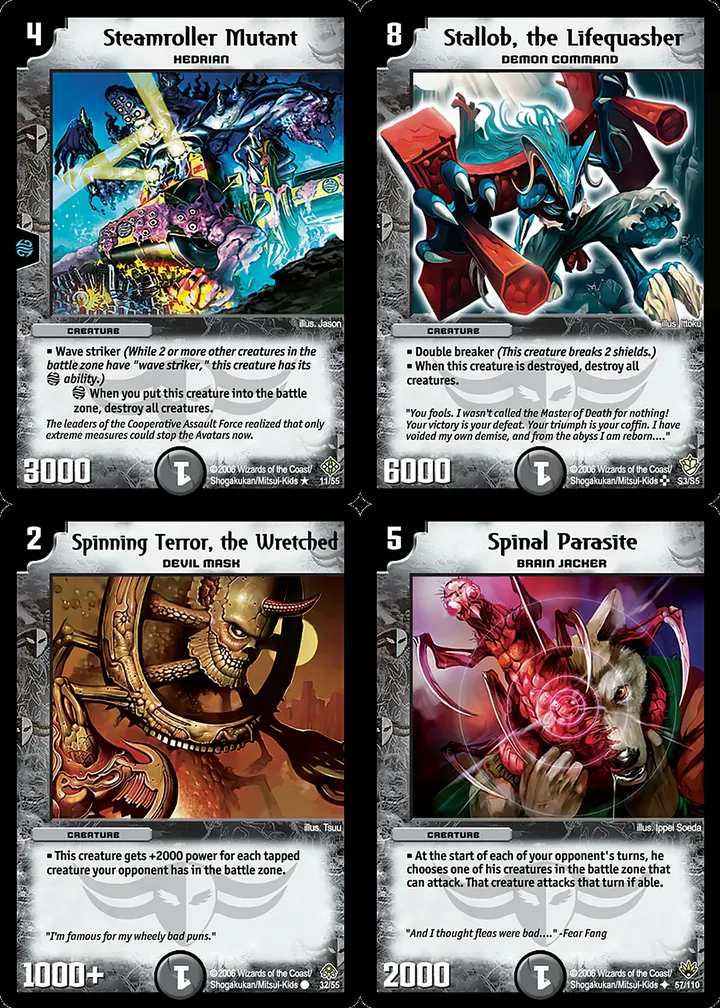 4
Steamroller Mutant
HEDRIAN
illus. Jason
CREATURE
▪ Wave striker (While 2 or more other creatures in the
battle zone have "wave striker," this creature has its
ability.)
When you put this creature into the battle
zone, destroy all creatures.
The leaders of the Cooperative Assault Force realized that only
extreme measures could stop the Avatars now.
3000
1
©2006 Wizards of the Coast/
Shogakukan/Mitsui-Kids ★ 11/55
8
Stallob, the Lifequasher
DEMON COMMAND
illus. Jittoku
CREATURE
▪ Double breaker (This creature breaks 2 shields.)
▪ When this creature is destroyed, destroy all
creatures.
"You fools. I wasn't called the Master of Death for nothing!
Your victory is your defeat. Your triumph is your coffin. I have
voided my own demise, and from the abyss I am reborn...."
6000
1
©2006 Wizards of the Coast/
Shogakukan/Mitsui-Kids S3/S5
2
Spinning Terror, the Wretched
DEVIL MASK
illus. Tsuu
CREATURE
▪ This creature gets +2000 power for each tapped
creature your opponent has in the battle zone.
"I'm famous for my wheely bad puns."
1000+
1
©2006 Wizards of the Coast/
Shogakukan/Mitsui-Kids ● 32/55
5
Spinal Parasite
BRAIN JACKER
illus. Ippei Soeda
CREATURE
▪ At the start of each of your opponent's turns, he
chooses one of his creatures in the battle zone that
can attack. That creature attacks that turn if able.
"And I thought fleas were bad...." -Fear Fang
2000
1
©2006 Wizards of the Coast/
Shogakukan/Mitsui-Kids ✦ 57/110